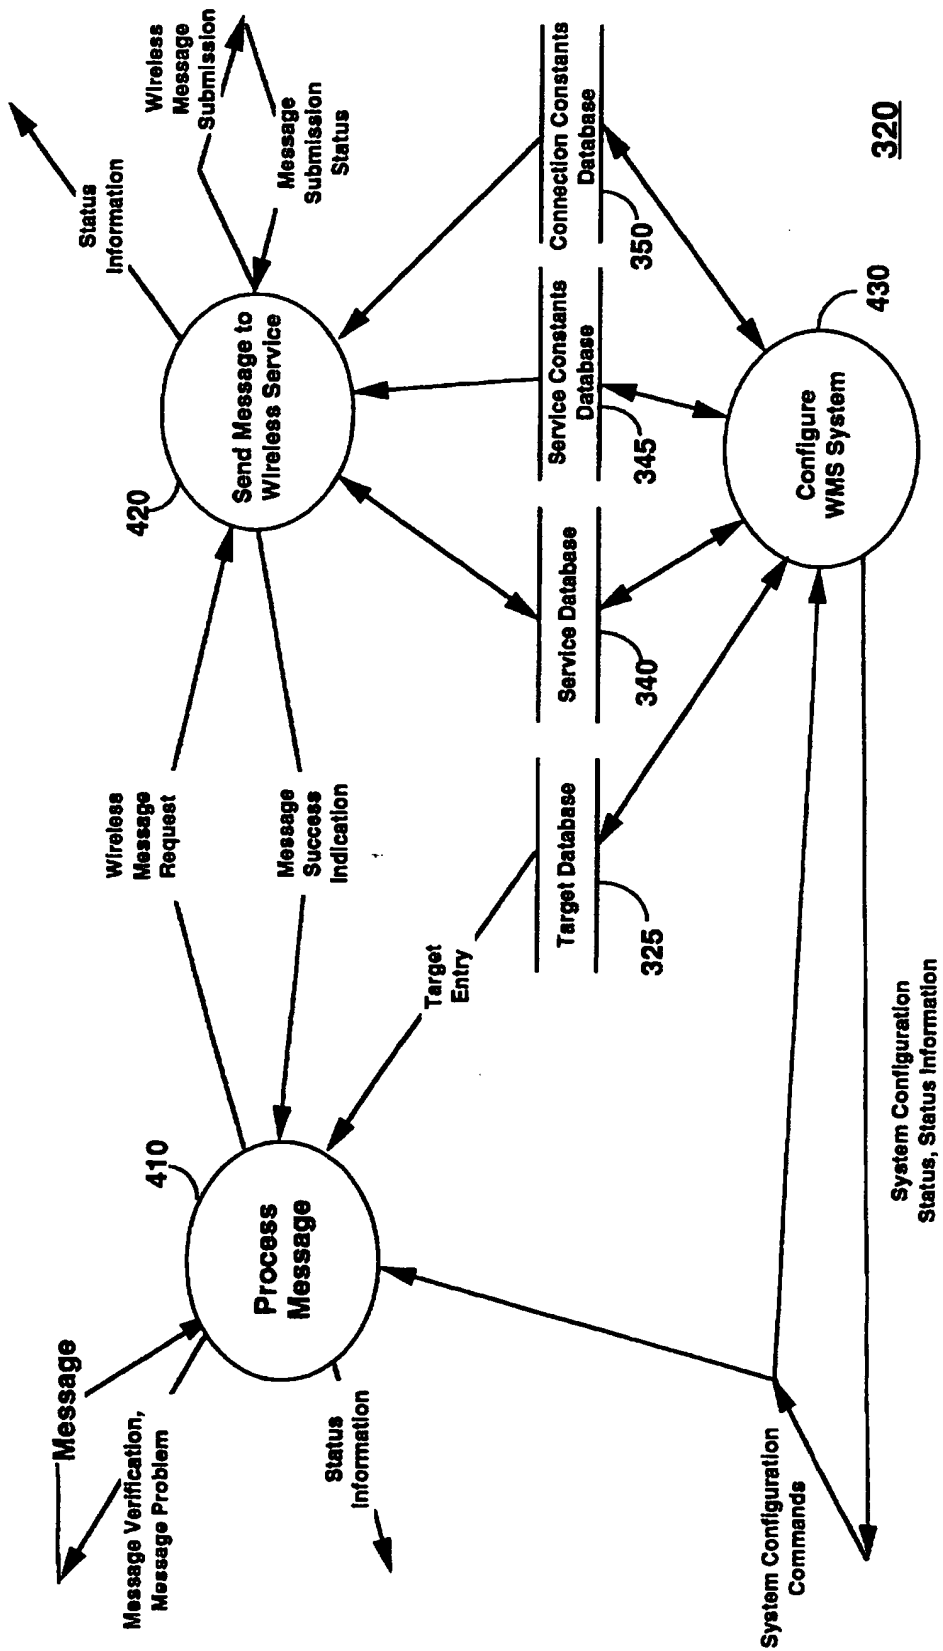 Message
Message Verification,
Message Problem
410
Process
Message
Status
Information
Wireless
Message
Request
Message
Success
Indication
420
Send Message to
Wireless Service
Status
Information
Wireless
Message
Submission
Message
Submission
Status
Target
Entry
Target Database
325
Service Database
340
Service Constants
Database
345
Connection Constants
Database
350
System Configuration
Commands
Configure
WMS System
430
System Configuration
Status, Status Information
320